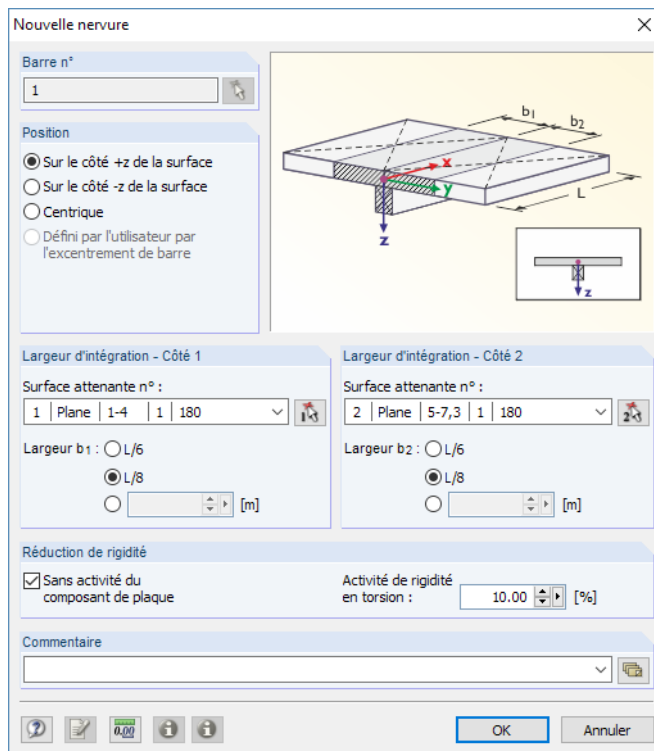 Nouvelle nervure
Barre n°
1
Position
Sur le côté +z de la surface
Sur le côté -z de la surface
Centrique
Défini par l'utilisateur par
l'excentrement de barre
b1
b2
x
y
L
z
z
Largeur d'intégration - Côté 1
Surface attenante n° :
1 | Plane | 1-4 | 1 | 180
1
Largeur b1 : L/6
L/8
[m]
Largeur d'intégration - Côté 2
Surface attenante n° :
2 | Plane | 5-7,3 | 1 | 180
2
Largeur b2 : L/6
L/8
[m]
Réduction de rigidité
Sans activité du
composant de plaque
Activité de rigidité
en torsion :
10.00 [%]
Commentaire
0.00
OK
Annuler